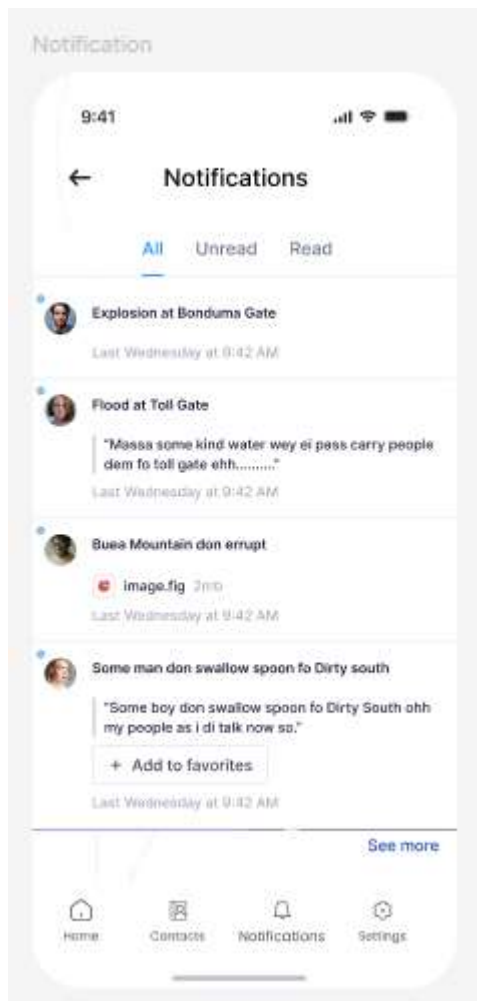 Notification
9:41
Notifications
All Unread Read
Explosion at Bonduma Gate
Last Wednesday at 9:42 AM
Flood at Toll Gate
"Massa some kind water wey ei pass carry people
dem fo toll gate ehh.........."
Last Wednesday at 9:42 AM
Buea Mountain don errupt
image.fig 2mb
Last Wednesday at 9:42 AM
Some man don swallow spoon fo Dirty south
"Some boy don swallow spoon fo Dirty South ohh
my people as i di talk now so."
+ Add to favorites
Last Wednesday at 9:42 AM
See more
Home Contacts Notifications Settings